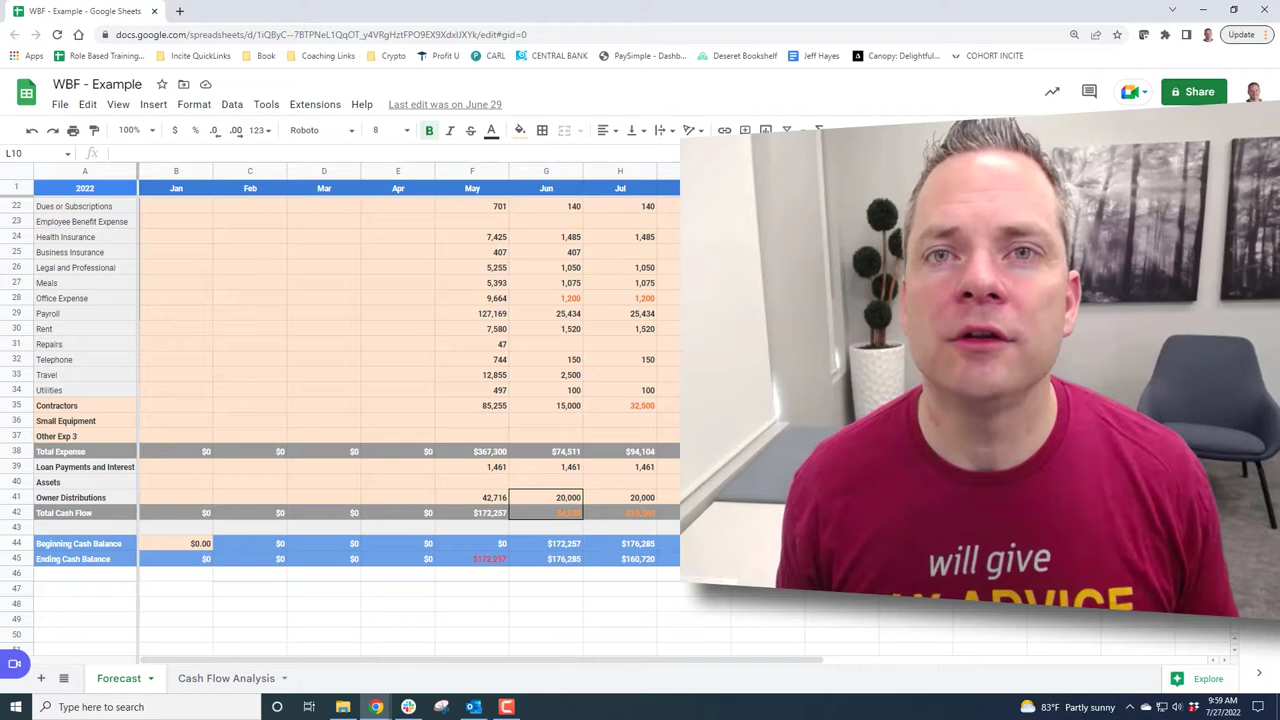 WBF - Example - Google Sheets
docs.google.com/spreadsheets/d/1iQByC--7BTPNeL1QqOT_y4VRgHztFPO9EX9XdxUXYk/edit#gid=0
Update
Apps Role Based Training... Incite QuickLinks Book Coaching Links Crypto Profit U CARL CENTRAL BANK PaySimple - Dashb... Deseret Bookshelf Jeff Hayes Canopy: Delightful... COHORT INCITE
WBF - Example
File Edit View Insert Format Data Tools Extensions Help Last edit was on June 29
Share
100% $ % .0 .00 123 Roboto 8 B I S A
L10 fx
A B C D E F G H
1 2022 Jan Feb Mar Apr May Jun Jul
22 Dues or Subscriptions 701 140 140
23 Employee Benefit Expense
24 Health Insurance 7,425 1,485 1,485
25 Business Insurance 407 407
26 Legal and Professional 5,255 1,050 1,050
27 Meals 5,393 1,075 1,075
28 Office Expense 9,664 1,200 1,200
29 Payroll 127,169 25,434 25,434
30 Rent 7,580 1,520 1,520
31 Repairs 47
32 Telephone 744 150 150
33 Travel 12,855 2,500
34 Utilities 497 100 100
35 Contractors 85,255 15,000 32,500
36 Small Equipment
37 Other Exp 3
38 Total Expense $0 $0 $0 $0 $367,300 $74,511 $94,104
39 Loan Payments and Interest 1,461 1,461 1,461
40 Assets
41 Owner Distributions 42,716 20,000 20,000
42 Total Cash Flow $0 $0 $0 $0 $172,257
43
44 Beginning Cash Balance $0.00 $0 $0 $0 $0 $172,257 $176,285
45 Ending Cash Balance $0 $0 $0 $0 $172,257 $176,285 $160,720
46
47
48
49
50
will give
TAX ADVICE
Forecast Cash Flow Analysis
Explore
Type here to search
83°F Partly sunny
9:59 AM
7/27/2022